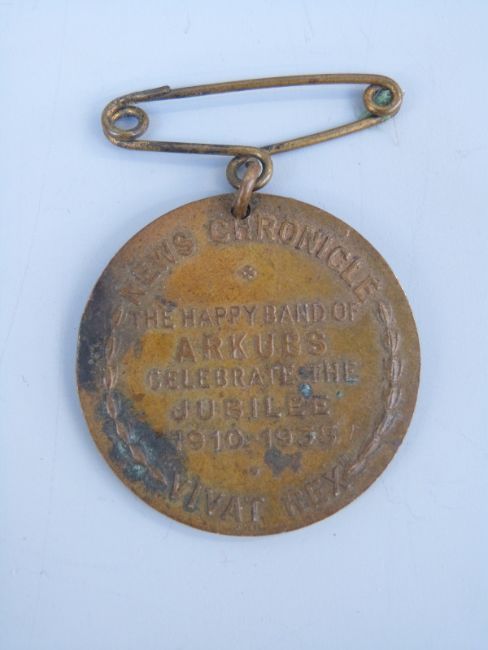 NEWS CHRONICLE
THE HAPPY BAND OF
ARKUBS
CELEBRATE THE
JUBILEE
1910-1935
VIVAT REX